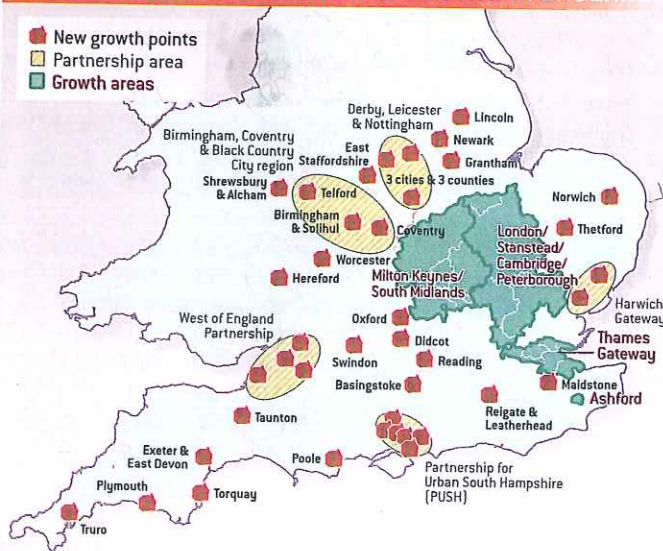 New growth points
Partnership area
Growth areas
Derby, Leicester
& Nottingham
Lincoln
Newark
Grantham
Birmingham, Coventry
& Black Country
City region
East
Staffordshire
3 cities & 3 counties
Shrewsbury
& Alcham
Telford
Birmingham
& Solihul
Coventry
Norwich
Thetford
London/
Stanstead/
Cambridge/
Peterborough
Worcester
Hereford
Milton Keynes/
South Midlands
Harwich
Gateway
West of England
Partnership
Oxford
Didcot
Swindon
Reading
Basingstoke
Thames
Gateway
Maidstone
Ashford
Reigate &
Leatherhead
Taunton
Exeter &
East Devon
Poole
Partnership for
Urban South Hampshire
(PUSH)
Plymouth
Torquay
Truro